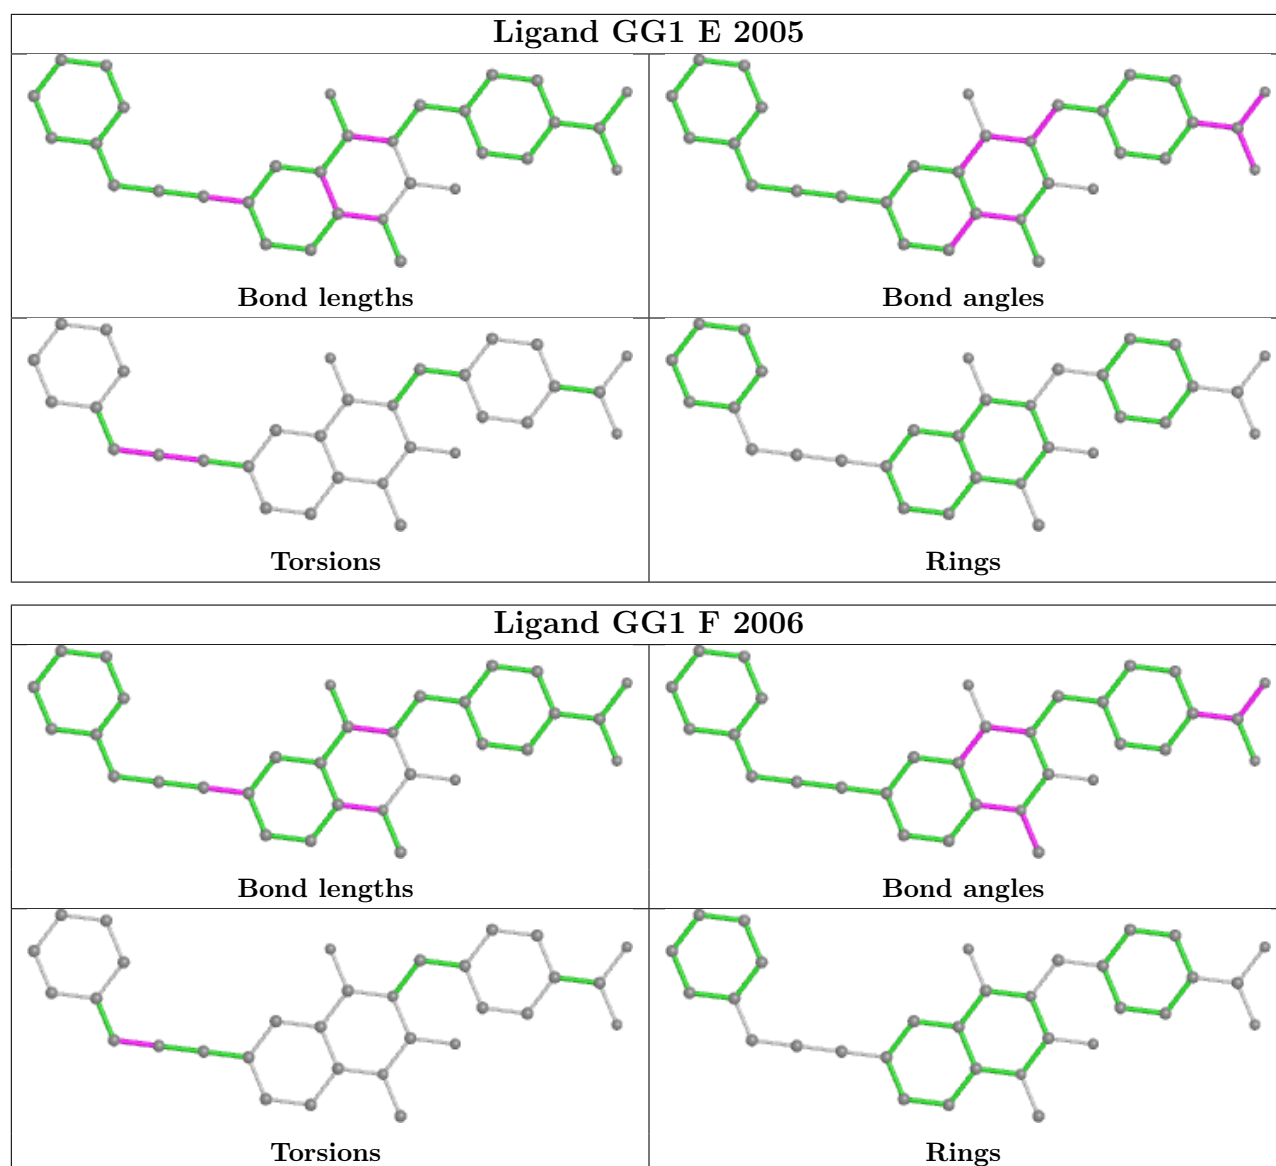 Ligand GG1 E 2005
Bond lengths
Bond angles
Torsions
Rings
Ligand GG1 F 2006
Bond lengths
Bond angles
Torsions
Rings